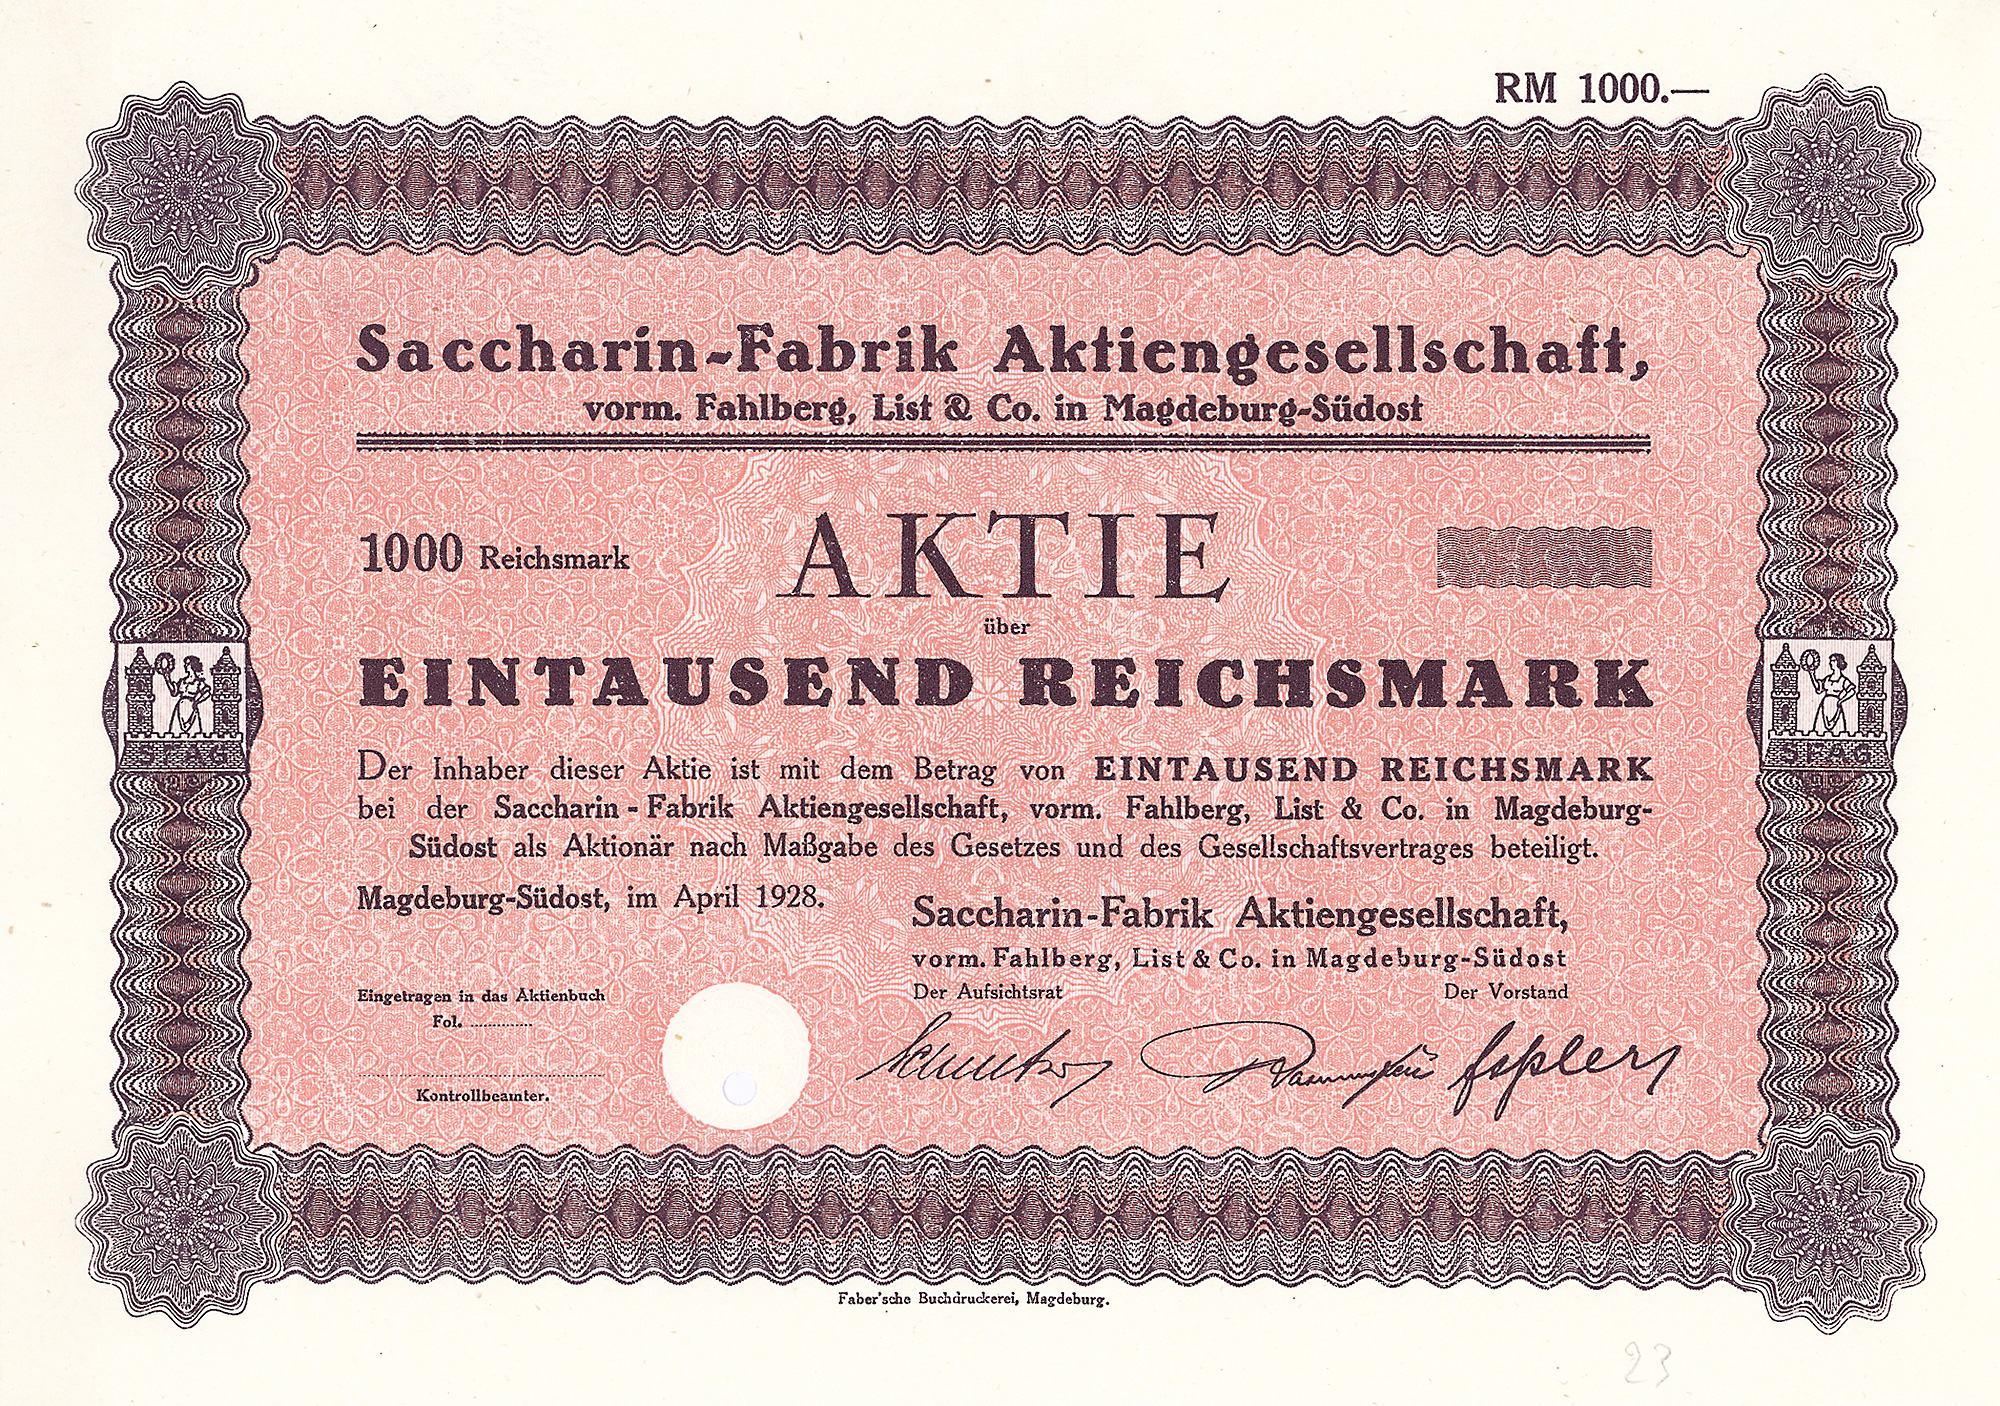 RM 1000.—
Saccharin-Fabrik Aktiengesellschaft,
vorm. Fahlberg, List & Co. in Magdeburg-Südost
1000 Reichsmark
AKTIE
über
EINTAUSEND REICHSMARK
Der Inhaber dieser Aktie ist mit dem Betrag von EINTAUSEND REICHSMARK
bei der Saccharin-Fabrik Aktiengesellschaft, vorm. Fahlberg, List & Co. in Magdeburg-
Südost als Aktionär nach Maßgabe des Gesetzes und des Gesellschaftsvertrages beteiligt.
Magdeburg-Südost, im April 1928.
Saccharin-Fabrik Aktiengesellschaft,
vorm. Fahlberg, List & Co. in Magdeburg-Südost
Der Aufsichtsrat Der Vorstand
Eingetragen in das Aktienbuch
Fol. ..............
Kontrollbeamter.
SFAG
SFAG
Faber'sche Buchdruckerei, Magdeburg.
23